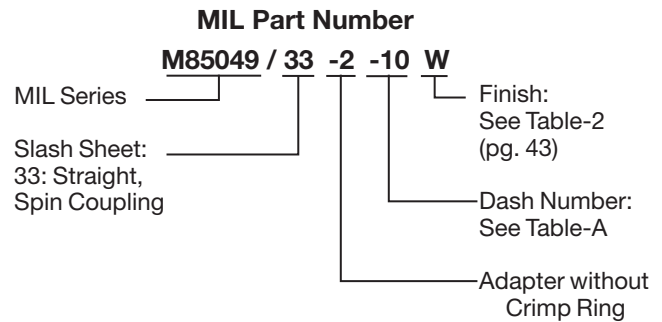 MIL Part Number
M85049 / 33 -2 -10 W
MIL Series
Slash Sheet:
33: Straight,
Spin Coupling
Finish:
See Table-2
(pg. 43)
Dash Number:
See Table-A
Adapter without
Crimp Ring